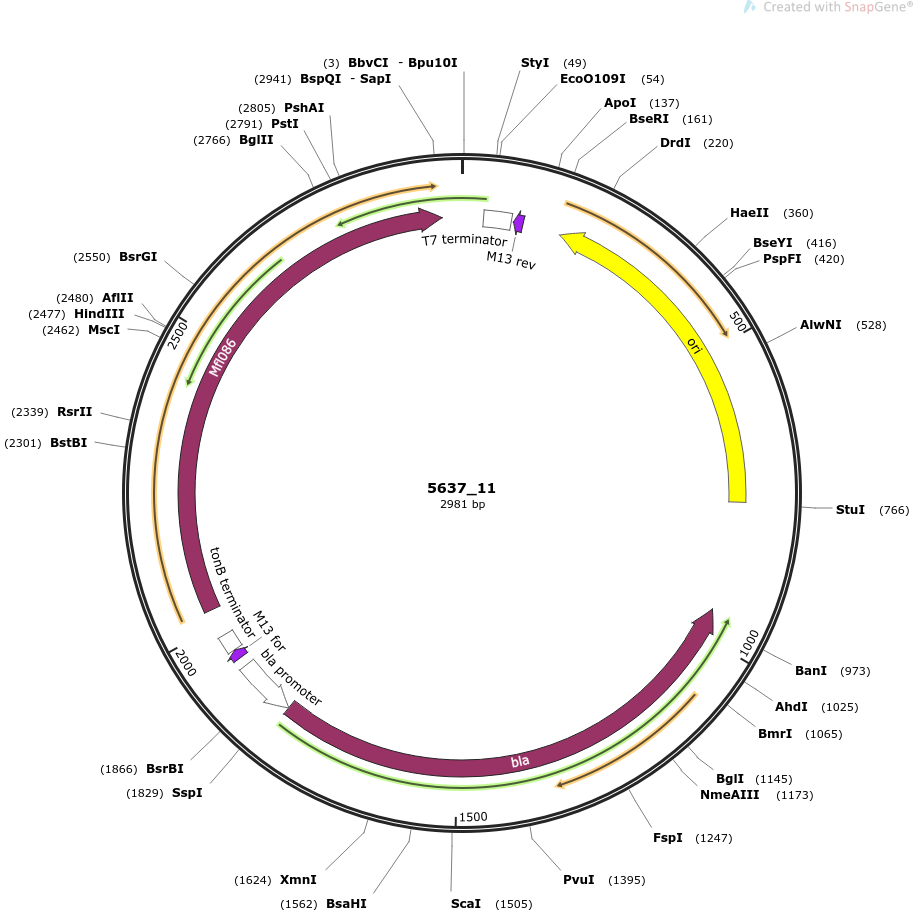 Created with SnapGene®
(3) BbvCI - Bpu10I
StyI (49)
(2941) BspQI - SapI
EcoO109I (54)
(2805) PshAI
ApoI (137)
(2791) PstI
BseRI (161)
(2766) BglII
DrdI (220)
HaeII (360)
T7 terminator
M13 rev
BseYI (416)
(2550) BsrGI
PspFI (420)
(2480) AflII
(2477) HindIII
500
AlwNI (528)
(2462) MscI
2500
ori
Mfl086
(2339) RsrII
(2301) BstBI
5637_11
2981 bp
StuI (766)
tonB terminator
M13 for
bla promoter
2000
1000
BanI (973)
AhdI (1025)
BmrI (1065)
bla
(1866) BsrBI
BglI (1145)
(1829) SspI
NmeAIII (1173)
1500
FspI (1247)
(1624) XmnI
PvuI (1395)
(1562) BsaHI
ScaI (1505)